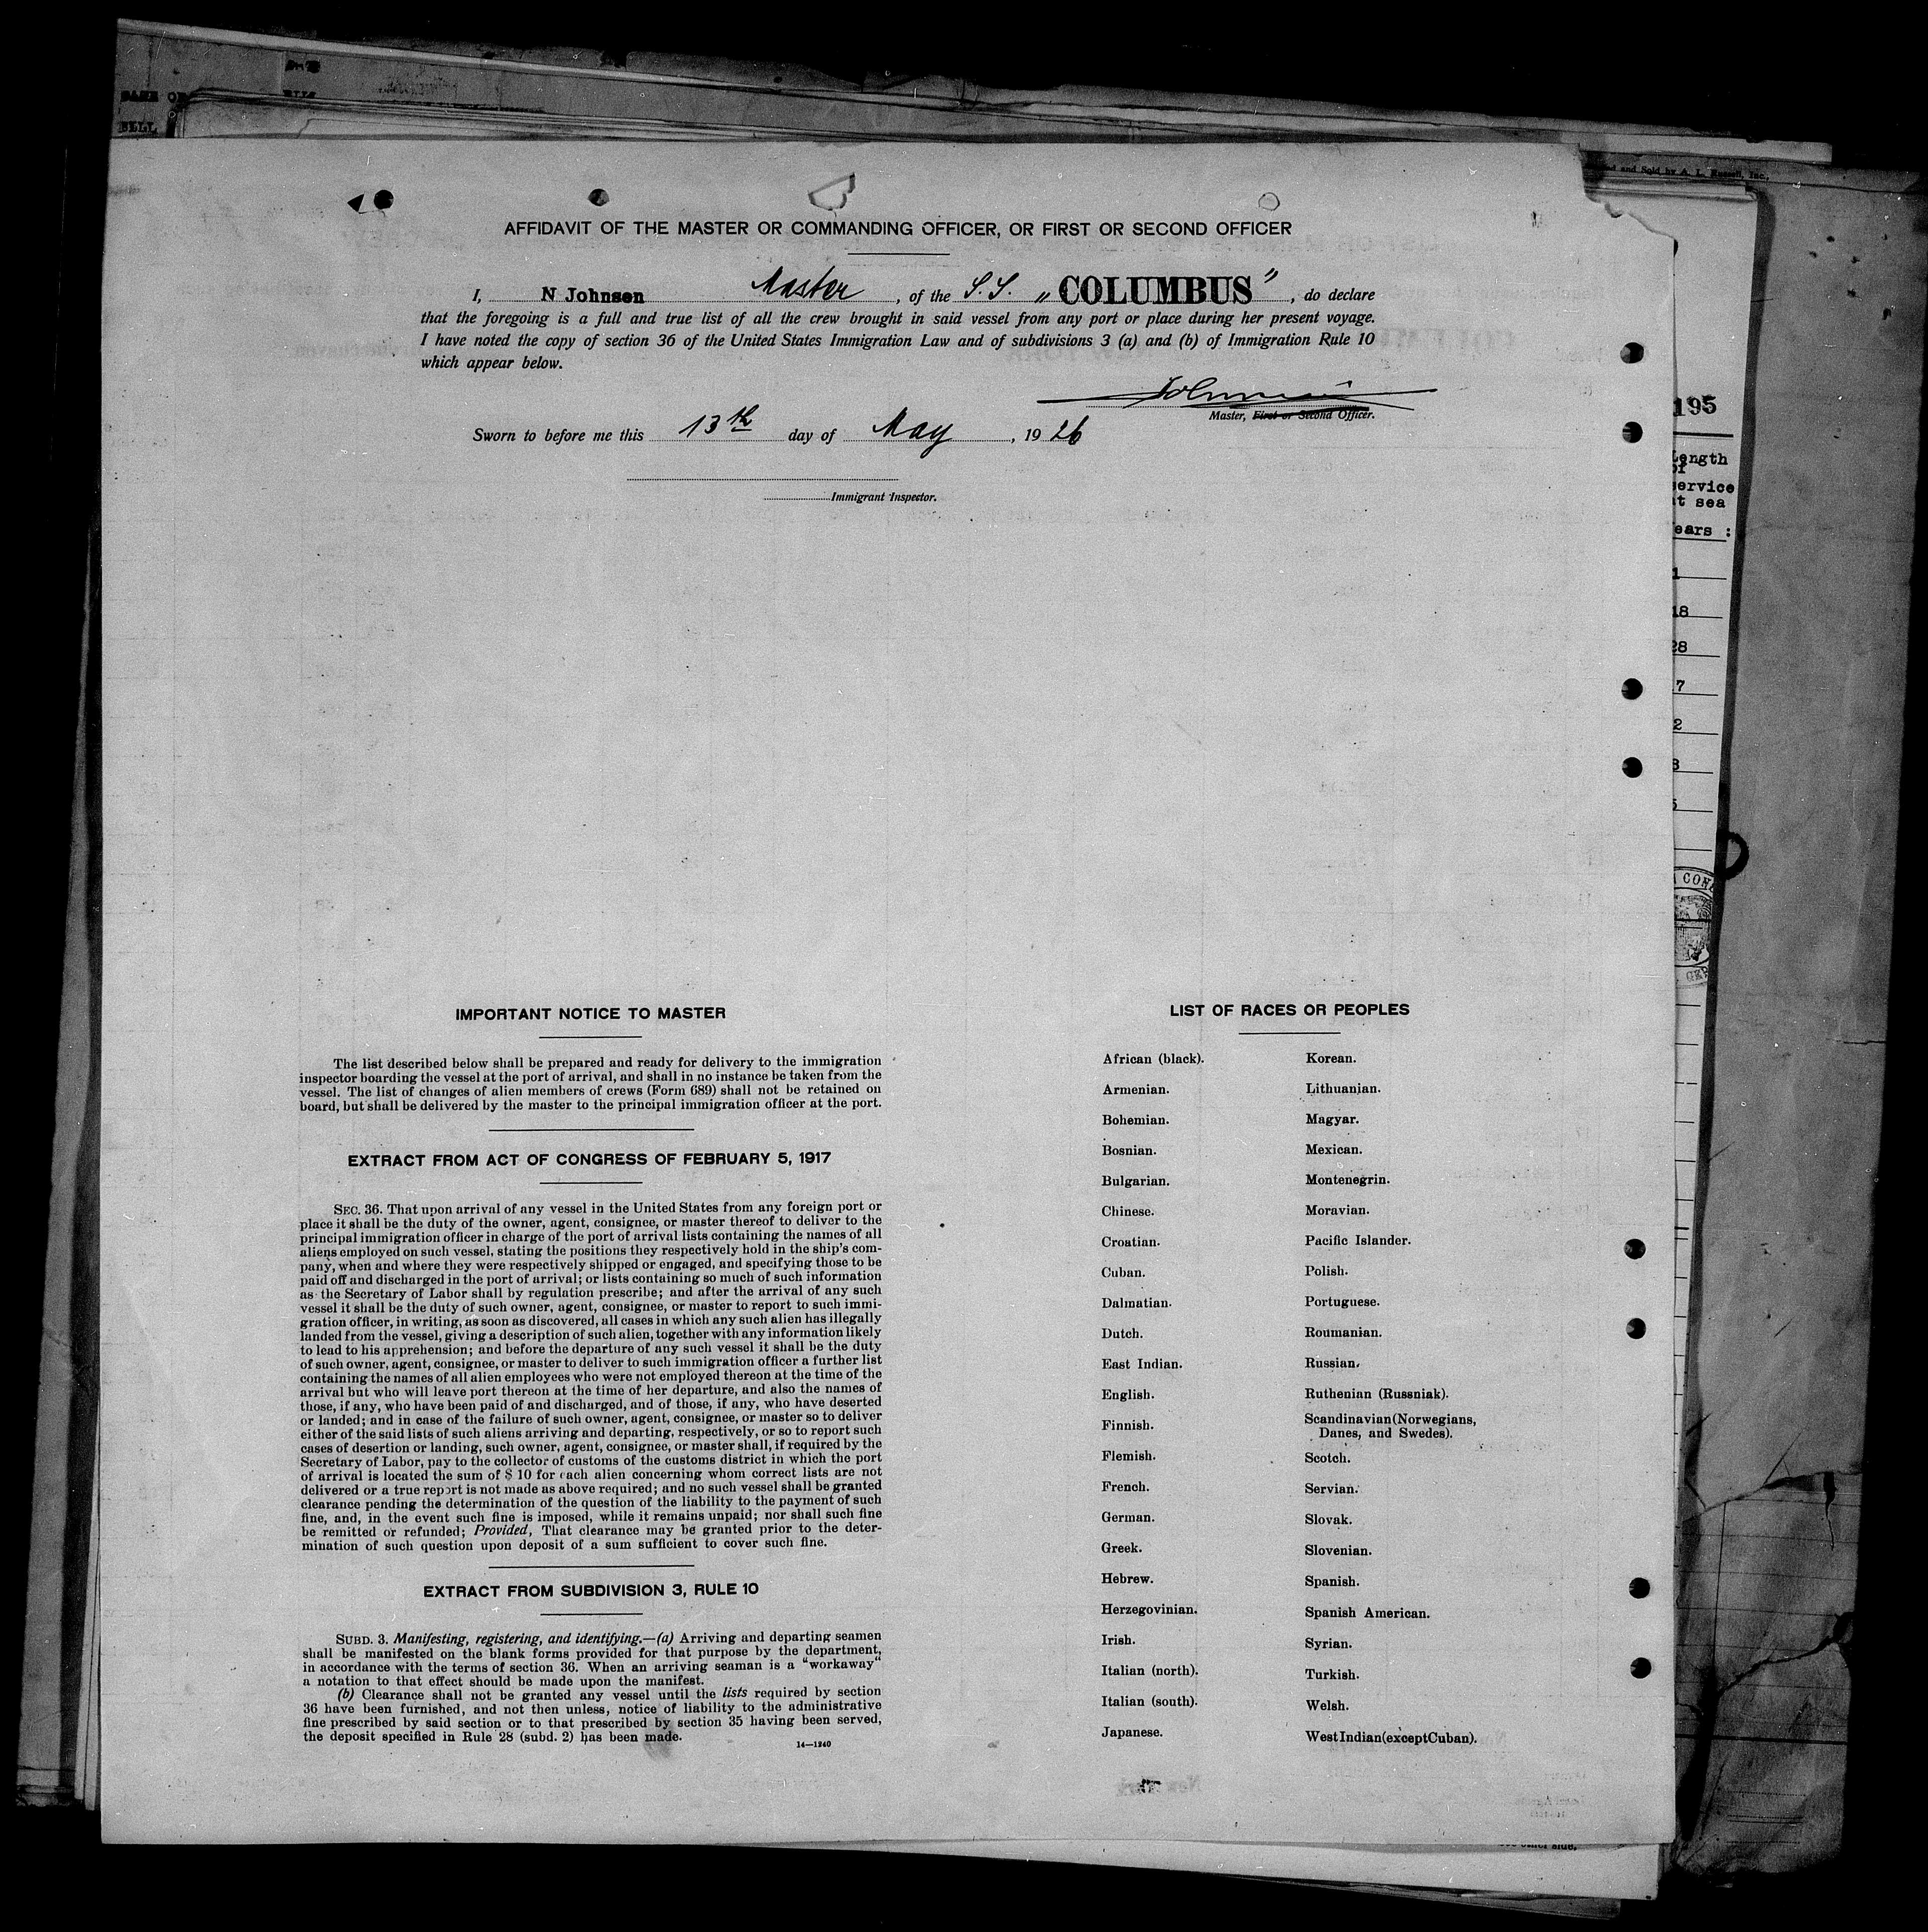 NAME OF
BELL
ed and Sold by A. L. Russell, Inc.,
AFFIDAVIT OF THE MASTER OR COMMANDING OFFICER, OR FIRST OR SECOND OFFICER
I, N Johnsen Master, of the S.S. „COLUMBUS", do declare
that the foregoing is a full and true list of all the crew brought in said vessel from any port or place during her present voyage.
I have noted the copy of section 36 of the United States Immigration Law and of subdivisions 3 (a) and (b) of Immigration Rule 10
which appear below.
Johnsen
Master, First or Second Officer.
Sworn to before me this 13th day of May, 1926
Immigrant Inspector.
195
Length
of
service
at sea
Years :
1
18
28
17
2
3
5
IMPORTANT NOTICE TO MASTER
The list described below shall be prepared and ready for delivery to the immigration
inspector boarding the vessel at the port of arrival, and shall in no instance be taken from the
vessel. The list of changes of alien members of crews (Form 689) shall not be retained on
board, but shall be delivered by the master to the principal immigration officer at the port.
EXTRACT FROM ACT OF CONGRESS OF FEBRUARY 5, 1917
SEC. 36. That upon arrival of any vessel in the United States from any foreign port or
place it shall be the duty of the owner, agent, consignee, or master thereof to deliver to the
principal immigration officer in charge of the port of arrival lists containing the names of all
aliens employed on such vessel, stating the positions they respectively hold in the ship's com-
pany, when and where they were respectively shipped or engaged, and specifying those to be
paid off and discharged in the port of arrival; or lists containing so much of such information
as the Secretary of Labor shall by regulation prescribe; and after the arrival of any such
vessel it shall be the duty of such owner, agent, consignee, or master to report to such immi-
gration officer, in writing, as soon as discovered, all cases in which any such alien has illegally
landed from the vessel, giving a description of such alien, together with any information likely
to lead to his apprehension; and before the departure of any such vessel it shall be the duty
of such owner, agent, consignee, or master to deliver to such immigration officer a further list
containing the names of all alien employees who were not employed thereon at the time of the
arrival but who will leave port thereon at the time of her departure, and also the names of
those, if any, who have been paid of and discharged, and of those, if any, who have deserted
or landed; and in case of the failure of such owner, agent, consignee, or master so to deliver
either of the said lists of such aliens arriving and departing, respectively, or so to report such
cases of desertion or landing, such owner, agent, consignee, or master shall, if required by the
Secretary of Labor, pay to the collector of customs of the customs district in which the port
of arrival is located the sum of $ 10 for each alien concerning whom correct lists are not
delivered or a true report is not made as above required; and no such vessel shall be granted
clearance pending the determination of the question of the liability to the payment of such
fine, and, in the event such fine is imposed, while it remains unpaid; nor shall such fine
be remitted or refunded; Provided, That clearance may be granted prior to the deter-
mination of such question upon deposit of a sum sufficient to cover such fine.
EXTRACT FROM SUBDIVISION 3, RULE 10
SUBD. 3. Manifesting, registering, and identifying.—(a) Arriving and departing seamen
shall be manifested on the blank forms provided for that purpose by the department,
in accordance with the terms of section 36. When an arriving seaman is a "workaway"
a notation to that effect should be made upon the manifest.
(b) Clearance shall not be granted any vessel until the lists required by section
36 have been furnished, and not then unless, notice of liability to the administrative
fine prescribed by said section or to that prescribed by section 35 having been served,
the deposit specified in Rule 28 (subd. 2) has been made.
14—1240
LIST OF RACES OR PEOPLES
African (black).
Armenian.
Bohemian.
Bosnian.
Bulgarian.
Chinese.
Croatian.
Cuban.
Dalmatian.
Dutch.
East Indian.
English.
Finnish.
Flemish.
French.
German.
Greek.
Hebrew.
Herzegovinian.
Irish.
Italian (north).
Italian (south).
Japanese.
Korean.
Lithuanian.
Magyar.
Mexican.
Montenegrin.
Moravian.
Pacific Islander.
Polish.
Portuguese.
Roumanian.
Russian.
Ruthenian (Russniak).
Scandinavian (Norwegians,
Danes, and Swedes).
Scotch.
Servian.
Slovak.
Slovenian.
Spanish.
Spanish American.
Syrian.
Turkish.
Welsh.
West Indian (except Cuban).